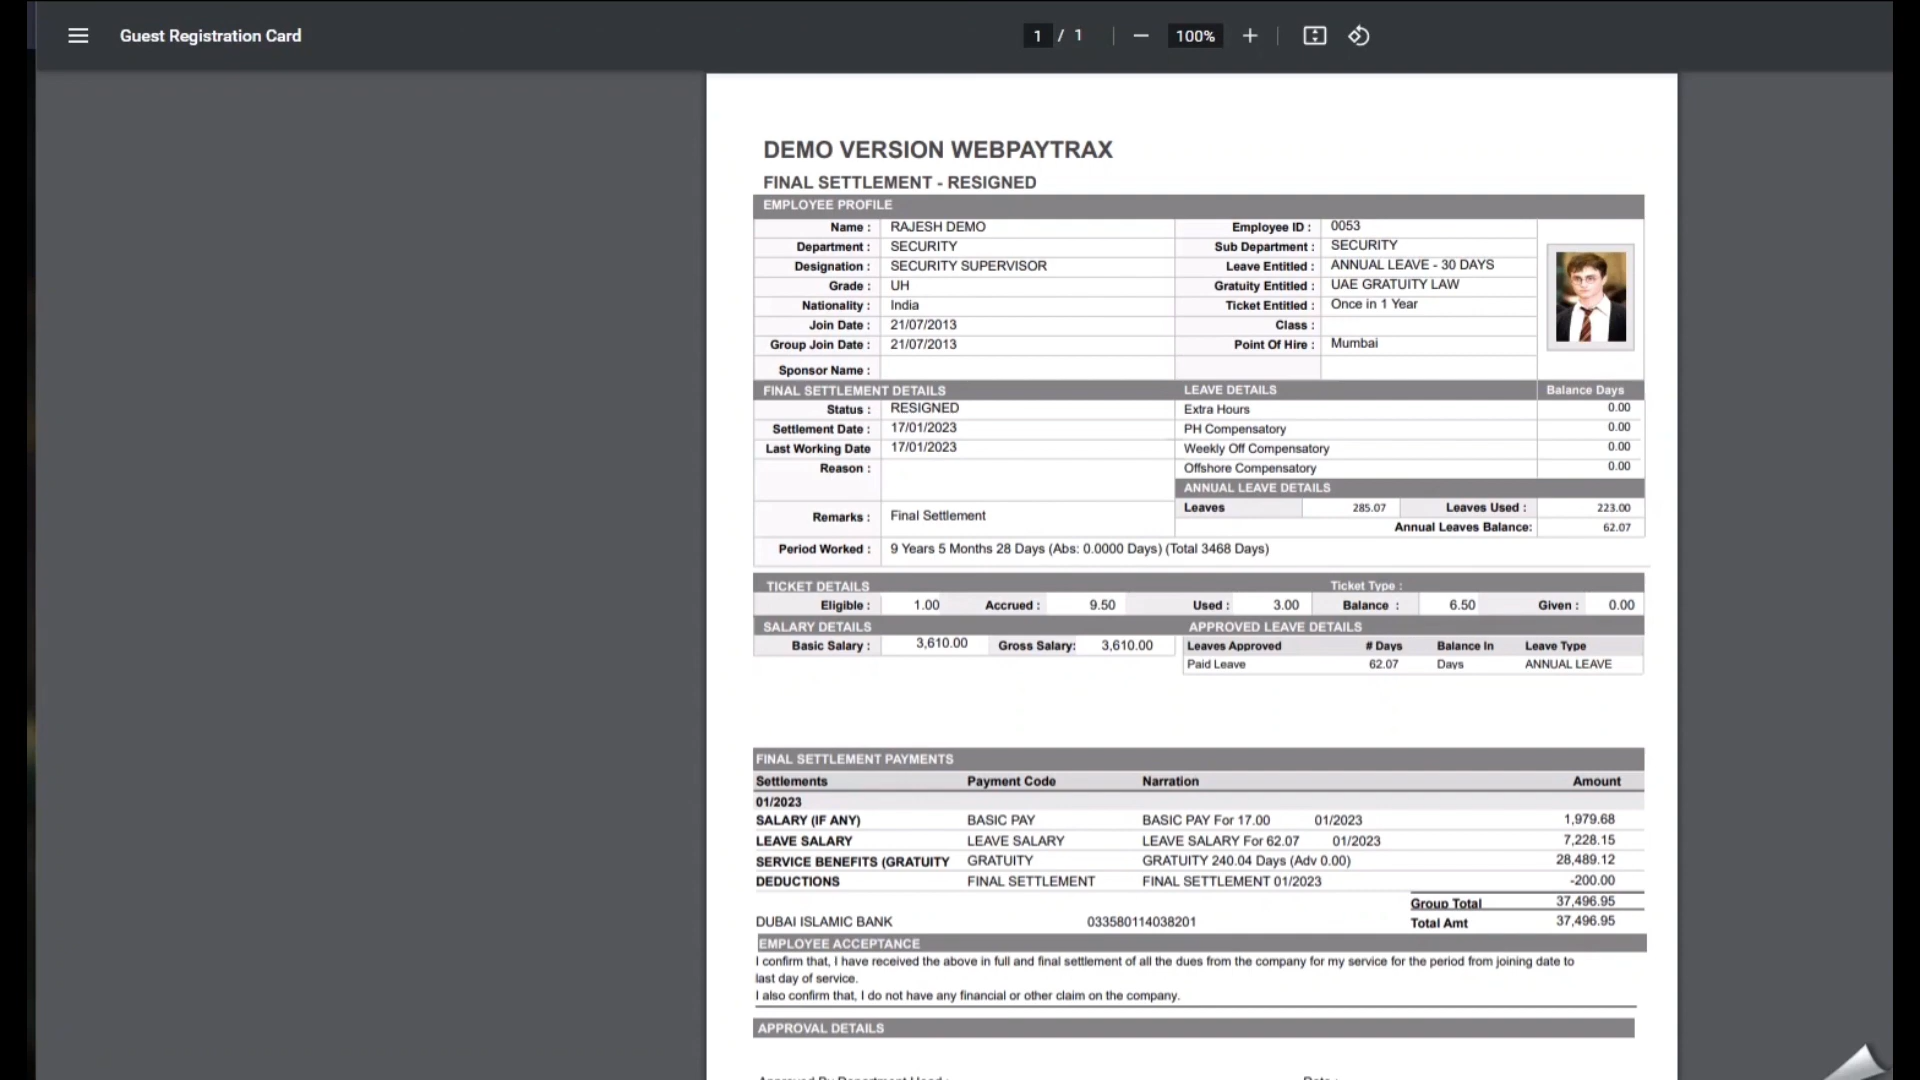 Guest Registration Card
1 / 1
100%
DEMO VERSION WEBPAYTRAX
FINAL SETTLEMENT - RESIGNED
EMPLOYEE PROFILE
Name : RAJESH DEMO Employee ID : 0053
Department : SECURITY Sub Department : SECURITY
Designation : SECURITY SUPERVISOR Leave Entitled : ANNUAL LEAVE - 30 DAYS
Grade : UH Gratuity Entitled : UAE GRATUITY LAW
Nationality : India Ticket Entitled : Once in 1 Year
Join Date : 21/07/2013 Class :
Group Join Date : 21/07/2013 Point Of Hire : Mumbai
Sponsor Name :
FINAL SETTLEMENT DETAILS LEAVE DETAILS Balance Days
Status : RESIGNED Extra Hours 0.00
Settlement Date : 17/01/2023 PH Compensatory 0.00
Last Working Date 17/01/2023 Weekly Off Compensatory 0.00
Reason : Offshore Compensatory 0.00
ANNUAL LEAVE DETAILS
Leaves 285.07 Leaves Used : 223.00
Remarks : Final Settlement Annual Leaves Balance: 62.07
Period Worked : 9 Years 5 Months 28 Days (Abs: 0.0000 Days) (Total 3468 Days)
TICKET DETAILS Ticket Type :
Eligible : 1.00 Accrued : 9.50 Used : 3.00 Balance : 6.50 Given : 0.00
SALARY DETAILS APPROVED LEAVE DETAILS
Basic Salary : 3,610.00 Gross Salary: 3,610.00 Leaves Approved # Days Balance In Leave Type
Paid Leave 62.07 Days ANNUAL LEAVE
FINAL SETTLEMENT PAYMENTS
Settlements Payment Code Narration Amount
01/2023
SALARY (IF ANY) BASIC PAY BASIC PAY For 17.00 01/2023 1,979.68
LEAVE SALARY LEAVE SALARY LEAVE SALARY For 62.07 01/2023 7,228.15
SERVICE BENEFITS (GRATUITY GRATUITY GRATUITY 240.04 Days (Adv 0.00) 28,489.12
DEDUCTIONS FINAL SETTLEMENT FINAL SETTLEMENT 01/2023 -200.00
Group Total 37,496.95
DUBAI ISLAMIC BANK 033580114038201 Total Amt 37,496.95
EMPLOYEE ACCEPTANCE
I confirm that, I have received the above in full and final settlement of all the dues from the company for my service for the period from joining date to
last day of service.
I also confirm that, I do not have any financial or other claim on the company.
APPROVAL DETAILS